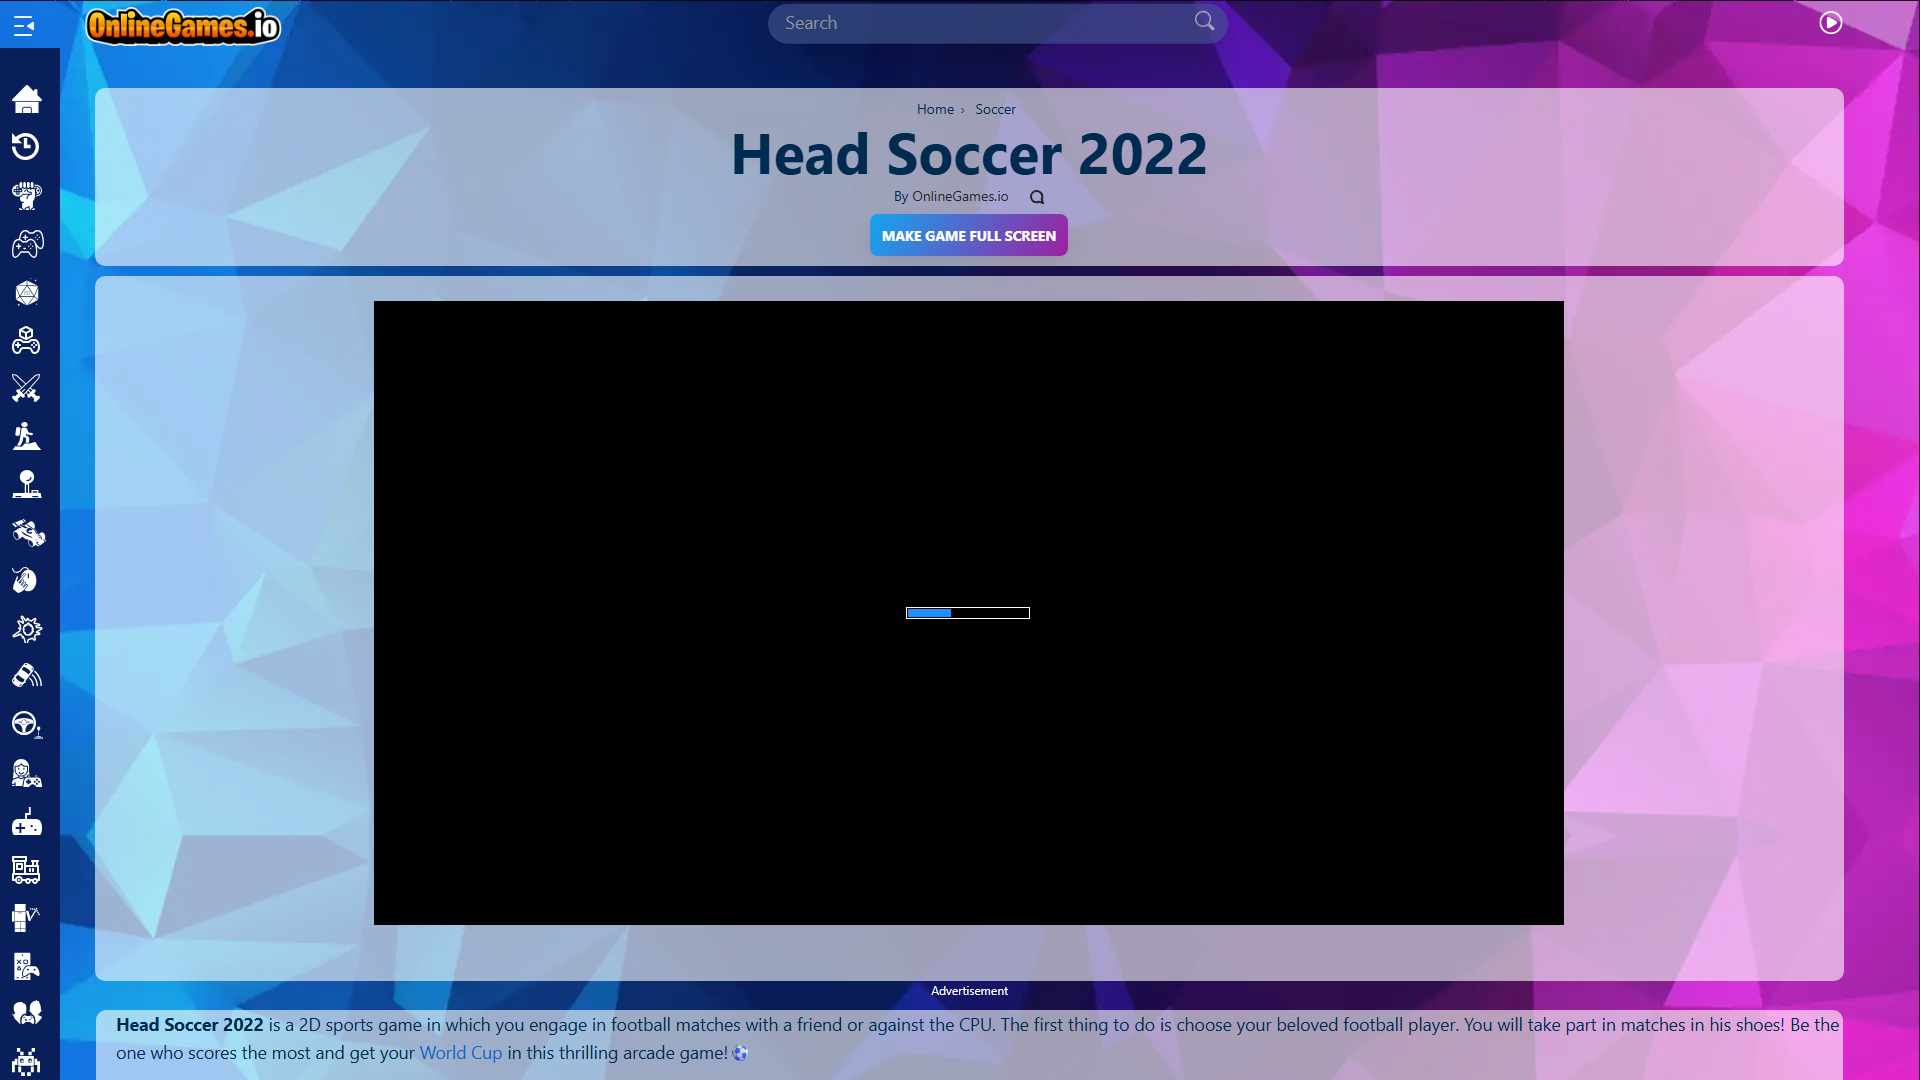 OnlineGames.io
Search
Home › Soccer
Head Soccer 2022
By OnlineGames.io
MAKE GAME FULL SCREEN
Advertisement
Head Soccer 2022 is a 2D sports game in which you engage in football matches with a friend or against the CPU. The first thing to do is choose your beloved football player. You will take part in matches in his shoes! Be the
one who scores the most and get your World Cup in this thrilling arcade game! ⚽